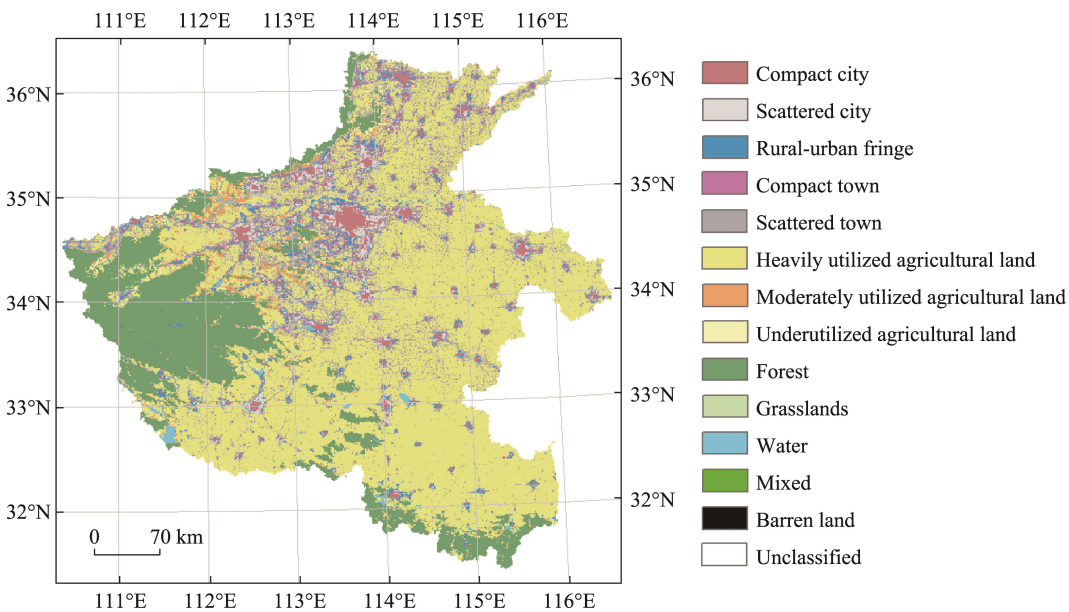 111°E 112°E 113°E 114°E 115°E 116°E
36°N
35°N
34°N
33°N
32°N
36°N
35°N
34°N
33°N
32°N
0 70 km
111°E 112°E 113°E 114°E 115°E 116°E
Compact city
Scattered city
Rural-urban fringe
Compact town
Scattered town
Heavily utilized agricultural land
Moderately utilized agricultural land
Underutilized agricultural land
Forest
Grasslands
Water
Mixed
Barren land
Unclassified